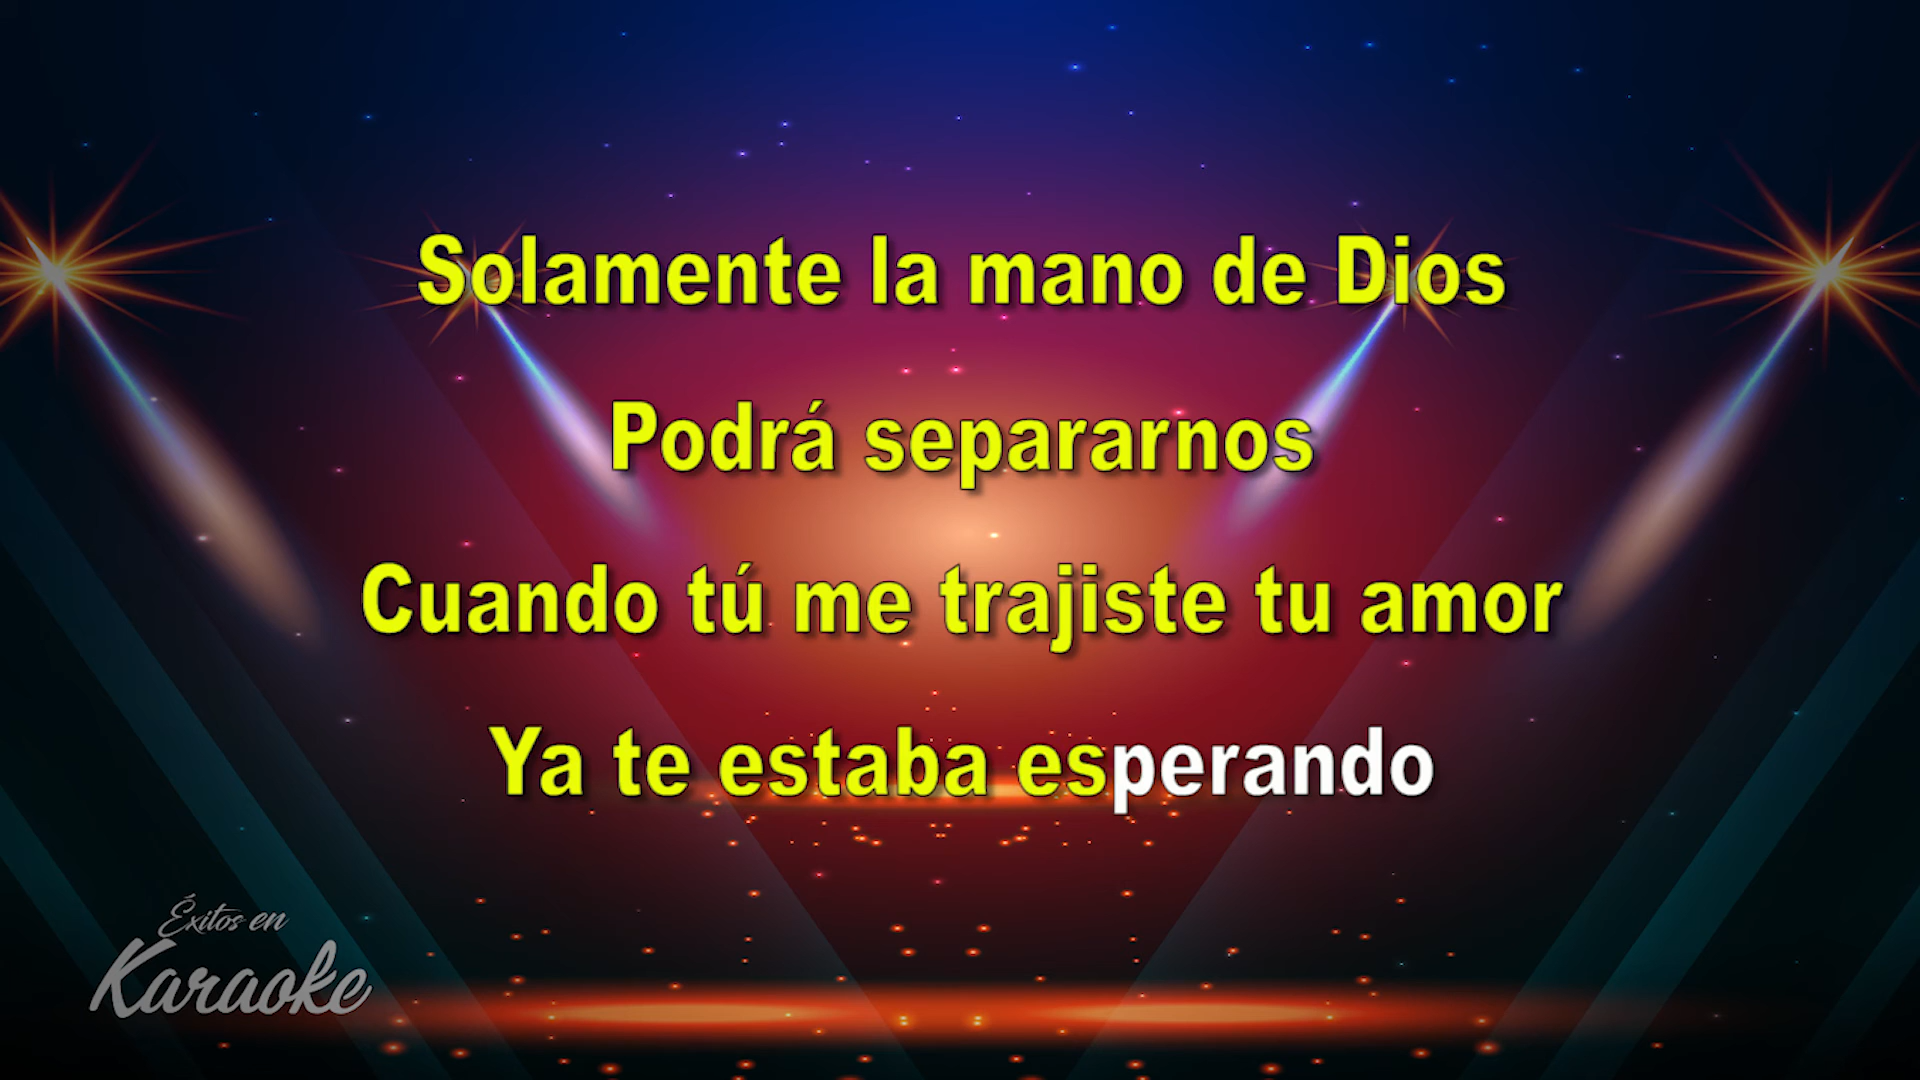 Solamente la mano de Dios
Podrá separarnos
Cuando tú me trajiste tu amor
Ya te estaba esperando
Éxitos en
Karaoke